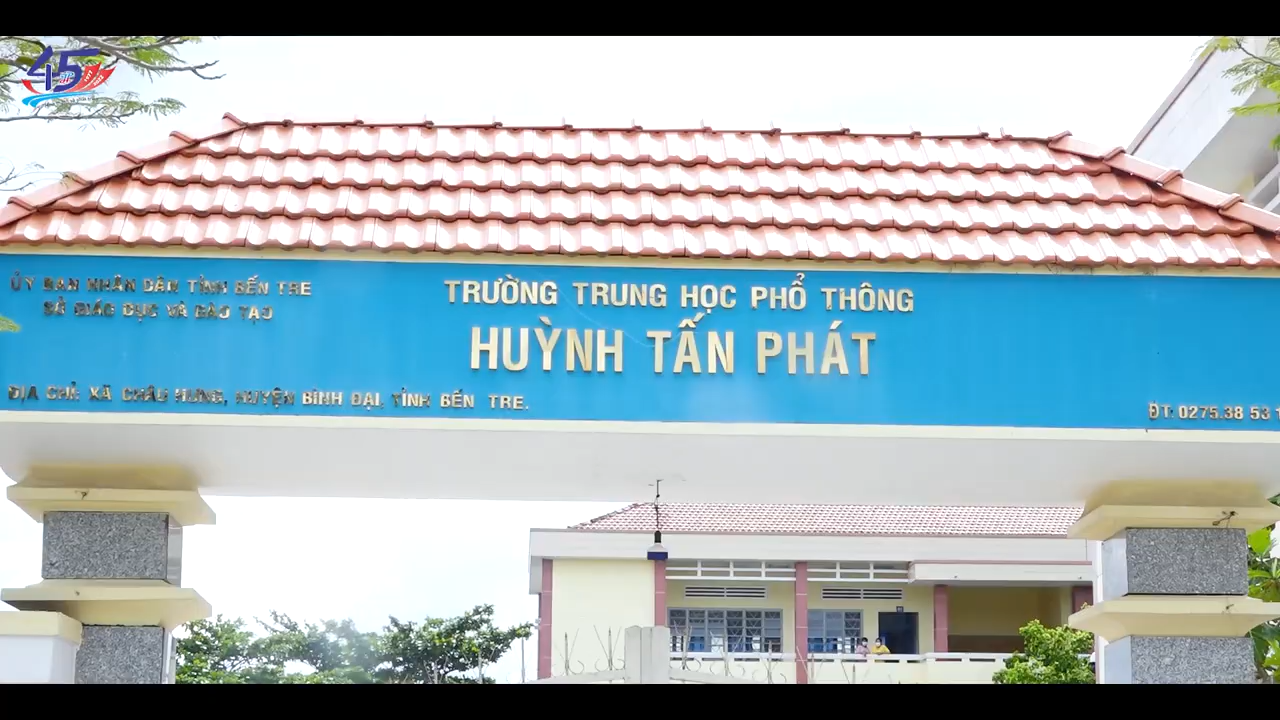 45
ỦY BAN NHÂN DÂN TỈNH BẾN TRE
SỞ GIÁO DỤC VÀ ĐÀO TẠO
TRƯỜNG TRUNG HỌC PHỔ THÔNG
HUỲNH TẤN PHÁT
ĐỊA CHỈ: XÃ CHÂU HƯNG, HUYỆN BÌNH ĐẠI, TỈNH BẾN TRE.
ĐT: 0275.38 53